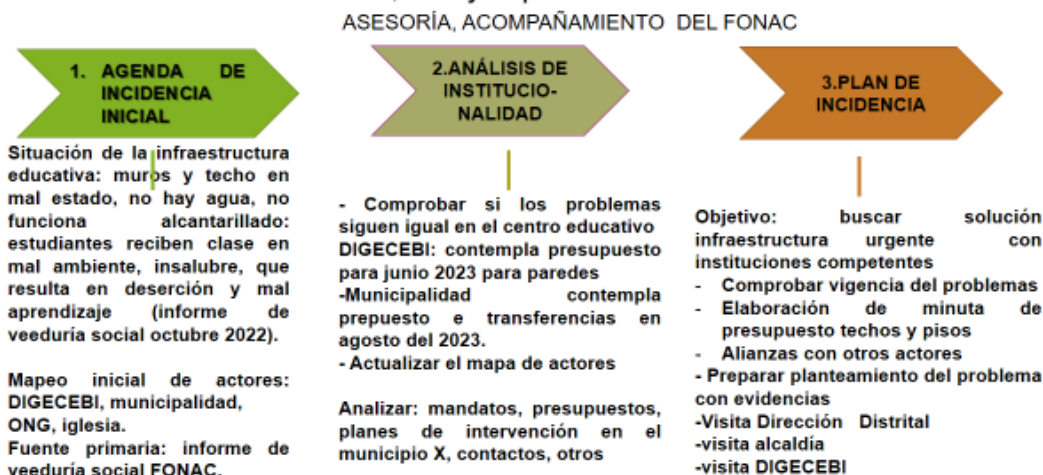 ASESORÍA, ACOMPAÑAMIENTO DEL FONAC
1. AGENDA DE
INCIDENCIA
INICIAL
Situación de la infraestructura
educativa: muros y techo en
mal estado, no hay agua, no
funciona alcantarillado:
estudiantes reciben clase en
mal ambiente, insalubre, que
resulta en deserción y mal
aprendizaje (informe de
veeduría social octubre 2022).
Mapeo inicial de actores:
DIGECEBI, municipalidad,
ONG, iglesia.
Fuente primaria: informe de
veeduría social FONAC.
2.ANÁLISIS DE
INSTITUCIO-
NALIDAD
- Comprobar si los problemas
siguen igual en el centro educativo
DIGECEBI: contempla presupuesto
para junio 2023 para paredes
-Municipalidad contempla
prepuesto e transferencias en
agosto del 2023.
- Actualizar el mapa de actores
Analizar: mandatos, presupuestos,
planes de intervención en el
municipio X, contactos, otros
3.PLAN DE
INCIDENCIA
Objetivo: buscar solución
infraestructura urgente con
instituciones competentes
- Comprobar vigencia del problemas
- Elaboración de minuta de
presupuesto techos y pisos
- Alianzas con otros actores
- Preparar planteamiento del problema
con evidencias
-Visita Dirección Distrital
-visita alcaldía
-visita DIGECEBI